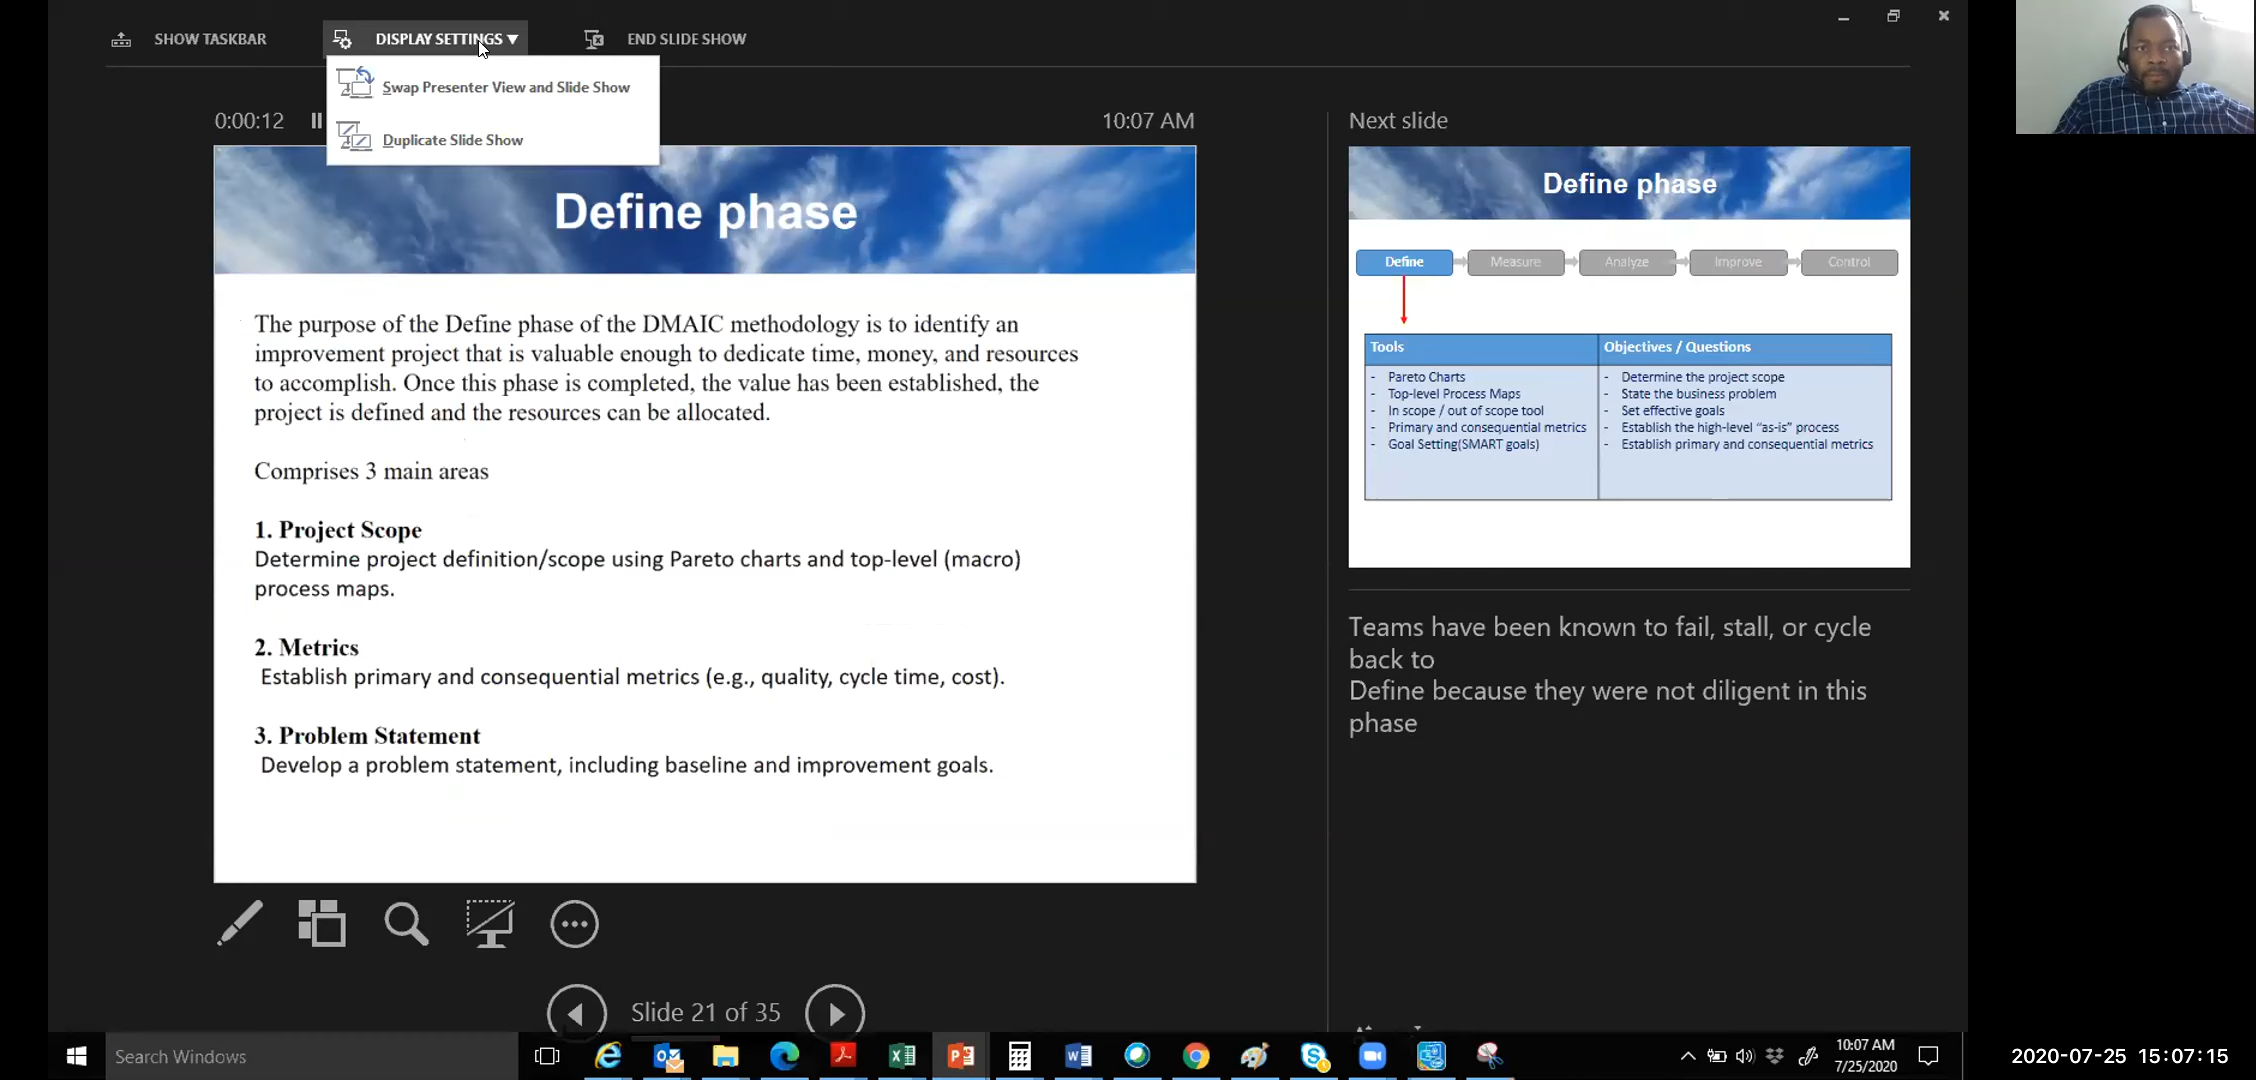 SHOW TASKBAR
DISPLAY SETTINGS ▼
END SLIDE SHOW
Swap Presenter View and Slide Show
Duplicate Slide Show
0:00:12
10:07 AM
Define phase
The purpose of the Define phase of the DMAIC methodology is to identify an
improvement project that is valuable enough to dedicate time, money, and resources
to accomplish. Once this phase is completed, the value has been established, the
project is defined and the resources can be allocated.
Comprises 3 main areas
1. Project Scope
Determine project definition/scope using Pareto charts and top-level (macro)
process maps.
2. Metrics
Establish primary and consequential metrics (e.g., quality, cycle time, cost).
3. Problem Statement
Develop a problem statement, including baseline and improvement goals.
Slide 21 of 35
Next slide
Define phase
Define
Measure
Analyze
Improve
Control
Tools
- Pareto Charts
- Top-level Process Maps
- In scope / out of scope tool
- Primary and consequential metrics
- Goal Setting(SMART goals)
Objectives / Questions
- Determine the project scope
- State the business problem
- Set effective goals
- Establish the high-level “as-is” process
- Establish primary and consequential metrics
Teams have been known to fail, stall, or cycle
back to
Define because they were not diligent in this
phase
Search Windows
10:07 AM
7/25/2020
2020-07-25 15:07:15